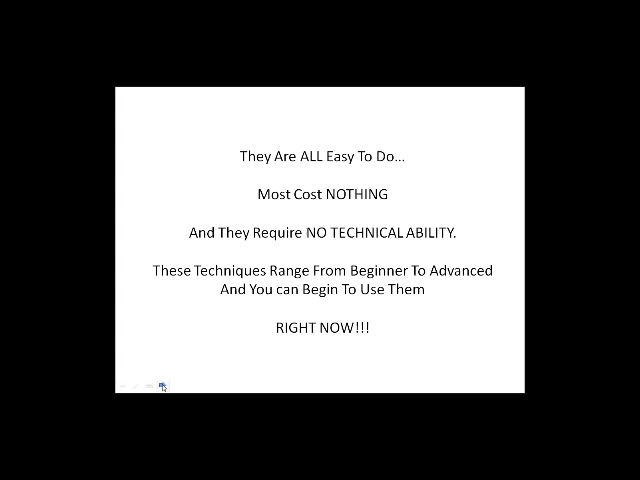 They Are ALL Easy To Do...
Most Cost NOTHING
And They Require NO TECHNICAL ABILITY.
These Techniques Range From Beginner To Advanced
And You can Begin To Use Them
RIGHT NOW!!!